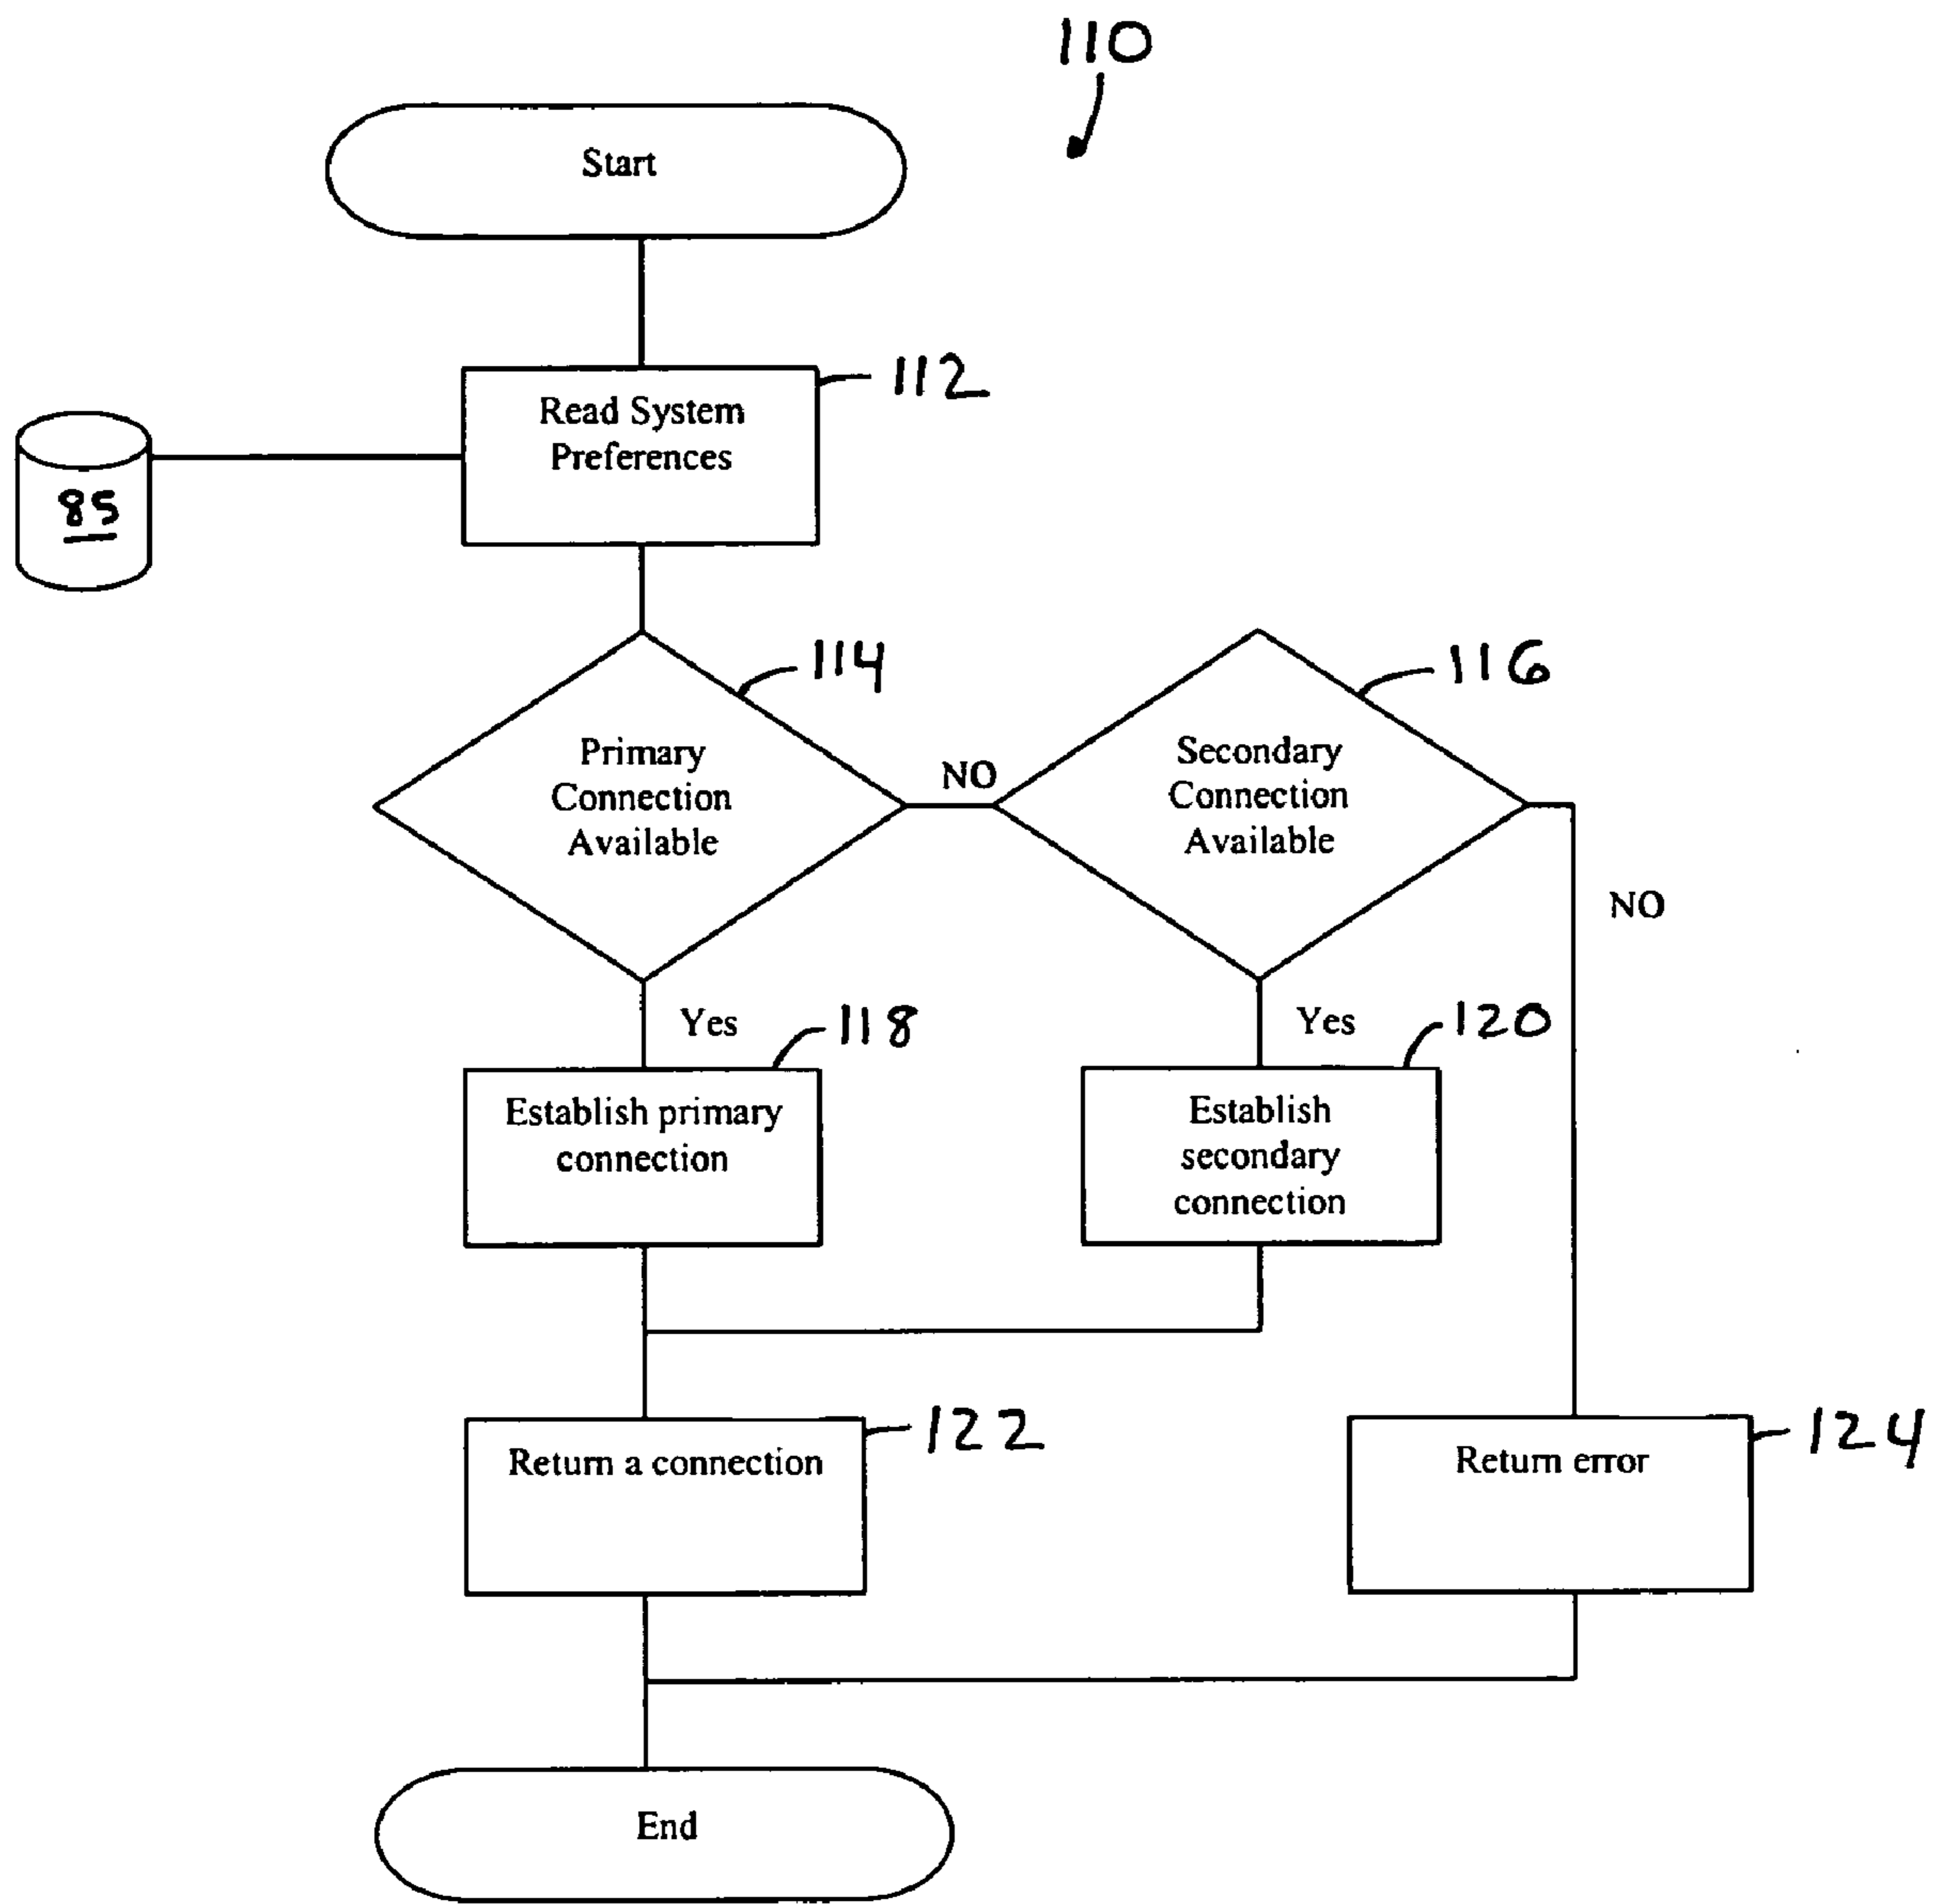 110
Start
112
Read System
Preferences
85
114
116
Primary
Connection
Available
NO
Secondary
Connection
Available
NO
Yes
118
Yes
120
Establish primary
connection
Establish
secondary
connection
122
124
Return a connection
Return error
End